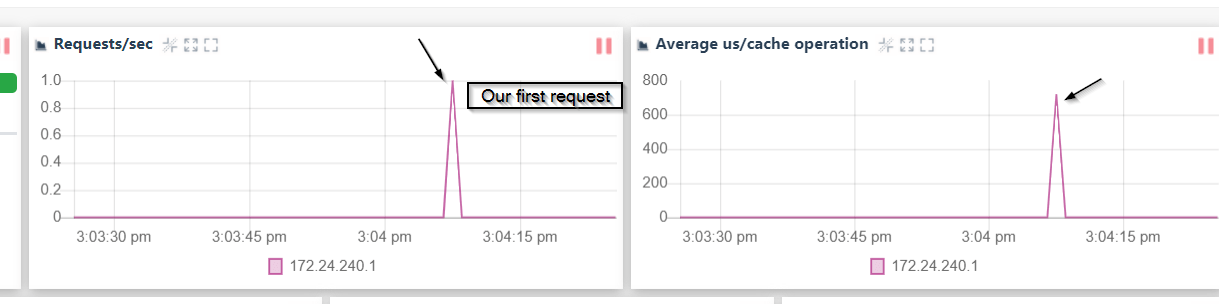 Requests/sec
1.0
Our first request
0.8
0.6
0.4
0.2
0
3:03:30 pm 3:03:45 pm 3:04 pm 3:04:15 pm
172.24.240.1
Average us/cache operation
800
600
400
200
0
3:03:30 pm 3:03:45 pm 3:04 pm 3:04:15 pm
172.24.240.1